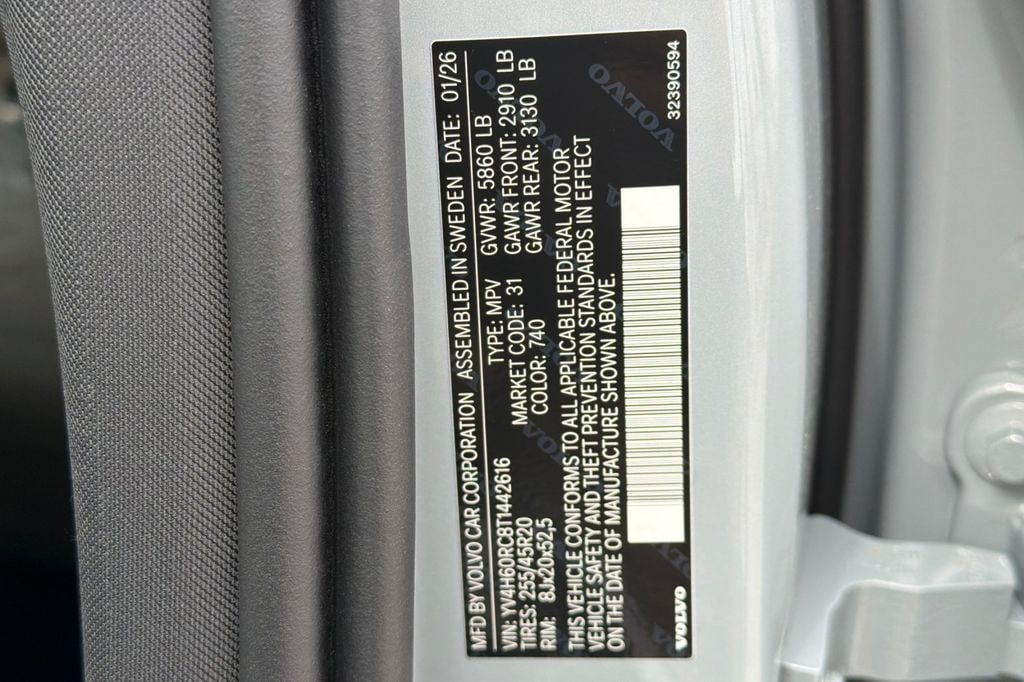 MFD BY VOLVO CAR CORPORATION ASSEMBLED IN SWEDEN DATE: 01/26
VIN: YV4H60RC8T1442616 TYPE: MPV GVWR: 5860 LB
TIRES: 255/45R20 MARKET CODE: 31 GAWR FRONT: 2910 LB
RIM: 8Jx20x52,5 COLOR: 740 GAWR REAR: 3130 LB
THIS VEHICLE CONFORMS TO ALL APPLICABLE FEDERAL MOTOR
VEHICLE SAFETY AND THEFT PREVENTION STANDARDS IN EFFECT
ON THE DATE OF MANUFACTURE SHOWN ABOVE.
VOLVO 32390594